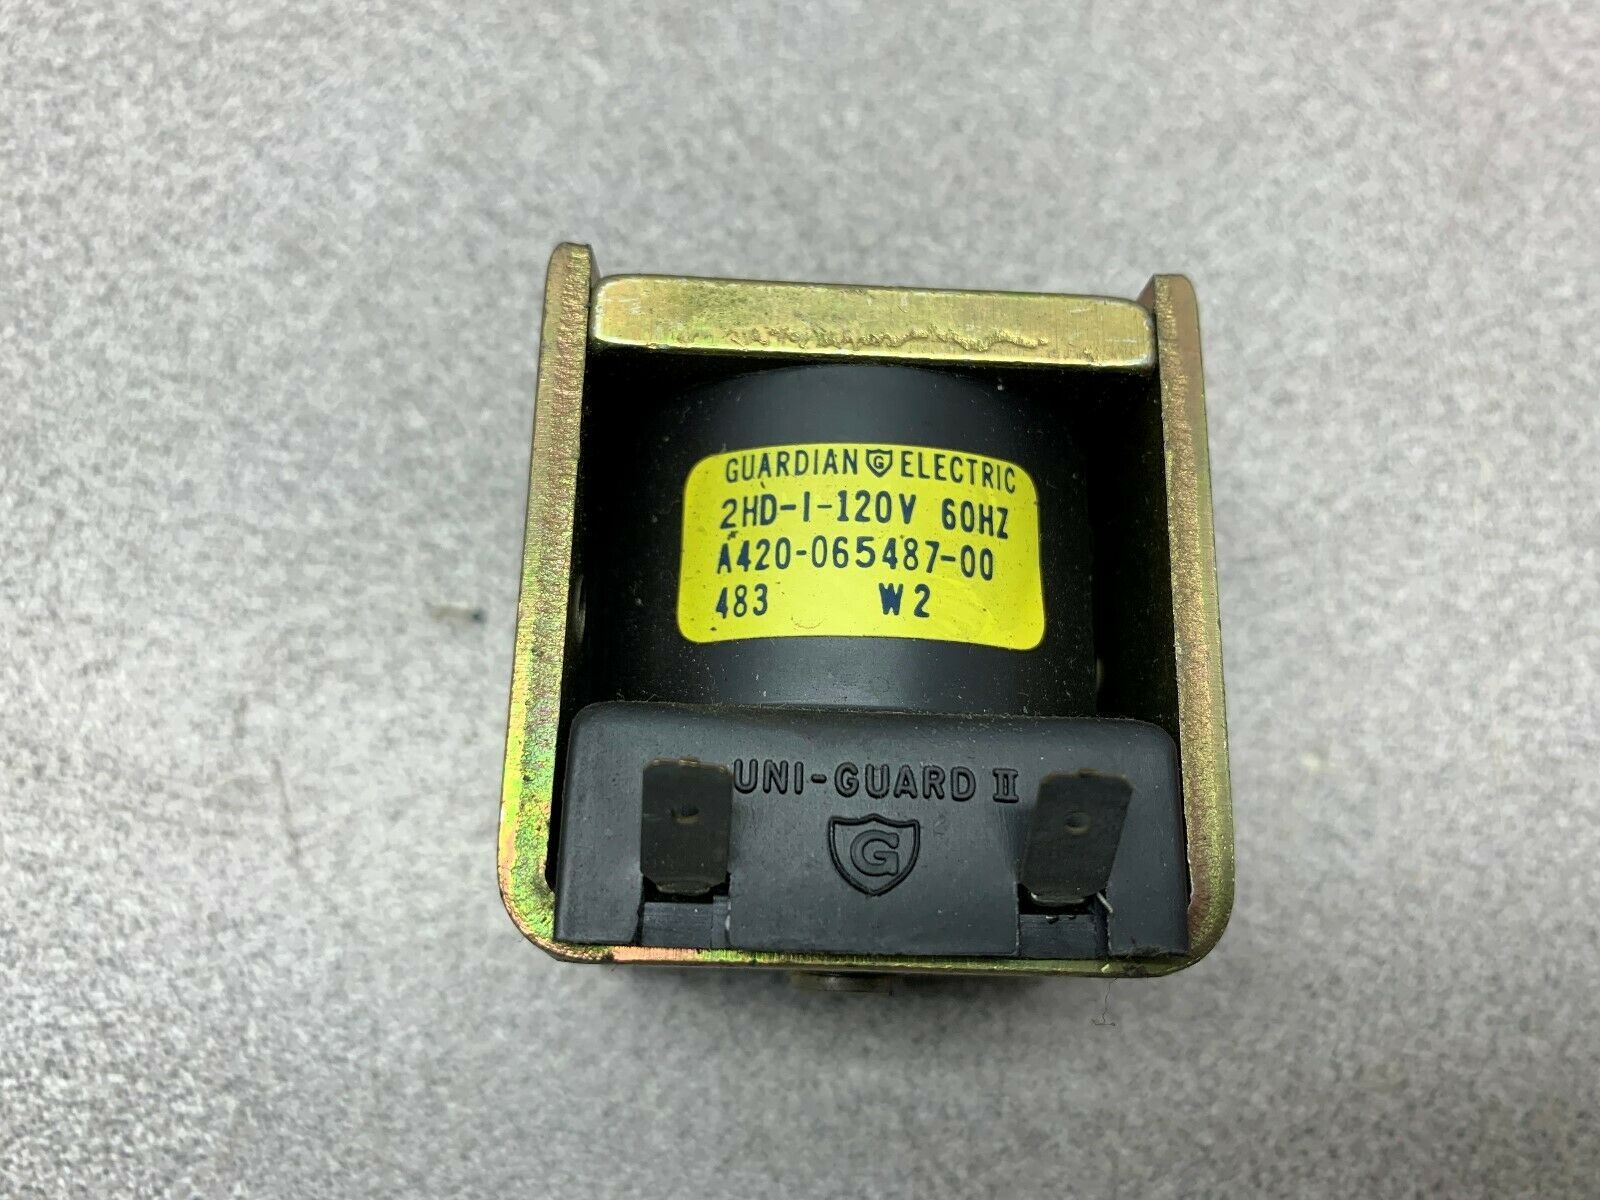 GUARDIAN G ELECTRIC
2HD-1-120V 60HZ
A420-065487-00
483 W2
UNI-GUARD II
G